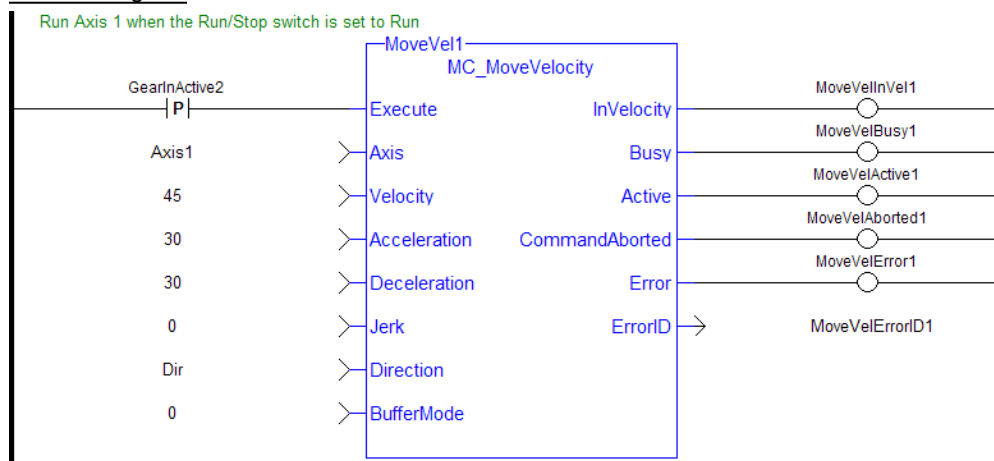 Run Axis 1 when the Run/Stop switch is set to Run
MoveVel1
MC_MoveVelocity
GearInActive2
P
Execute
InVelocity
MoveVelInVel1
Axis1
Axis
Busy
MoveVelBusy1
45
Velocity
Active
MoveVelActive1
30
Acceleration
CommandAborted
MoveVelAborted1
30
Deceleration
Error
MoveVelError1
0
Jerk
ErrorID
MoveVelErrorID1
Dir
Direction
0
BufferMode